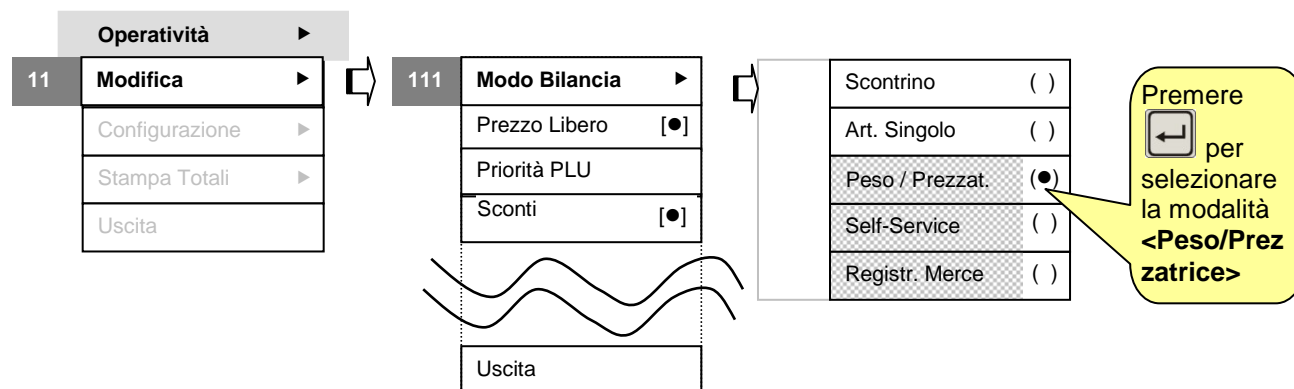 Operatività ►
11 Modifica ►
Configurazione ►
Stampa Totali ►
Uscita
111 Modo Bilancia ►
Prezzo Libero [●]
Priorità PLU
Sconti [●]
Uscita
Scontrino ( )
Art. Singolo ( )
Peso / Prezzat. (●)
Self-Service ( )
Registr. Merce ( )
Premere
per
selezionare
la modalità
<Peso/Prez
zatrice>